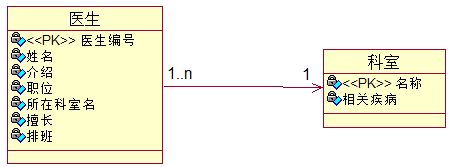 医生
<<PK>> 医生编号
姓名
介绍
职位
所在科室名
擅长
排班
1..n
1
科室
<<PK>> 名称
相关疾病